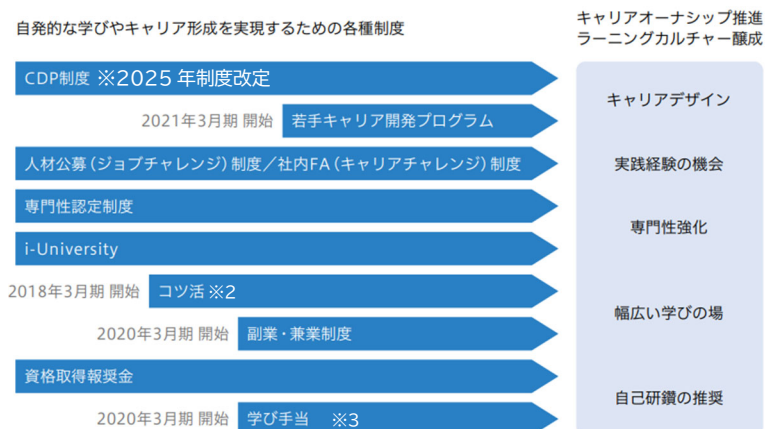 自発的な学びやキャリア形成を実現するための各種制度
キャリアオーナシップ推進
ラーニングカルチャー醸成
CDP制度 ※2025 年制度改定
キャリアデザイン
2021年3月期 開始 若手キャリア開発プログラム
人材公募（ジョブチャレンジ）制度／社内FA（キャリアチャレンジ）制度
実践経験の機会
専門性認定制度
専門性強化
i-University
2018年3月期 開始 コツ活 ※2
幅広い学びの場
2020年3月期 開始 副業・兼業制度
資格取得報奨金
自己研鑽の推奨
2020年3月期 開始 学び手当 ※3